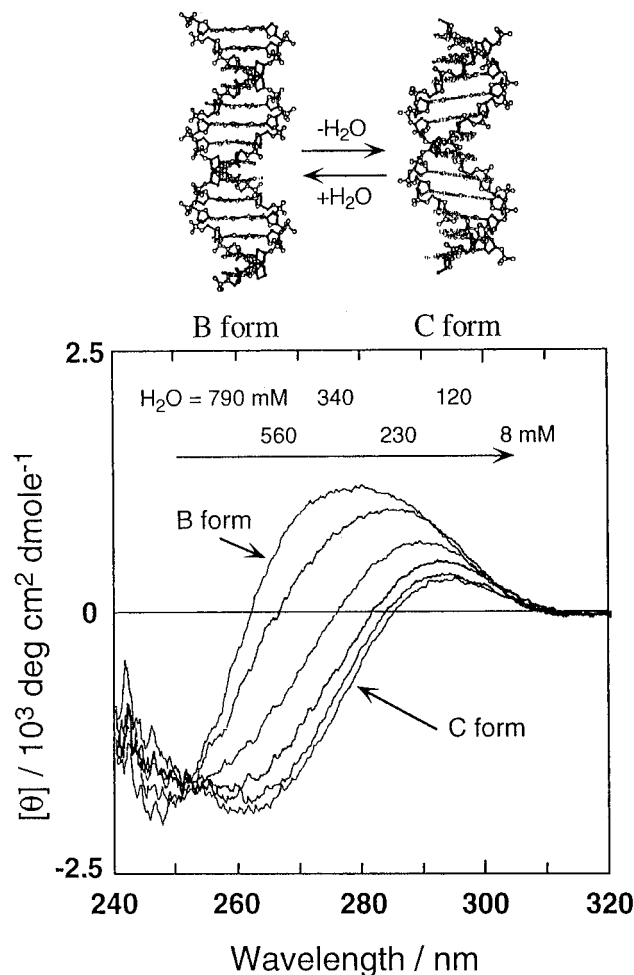 -H₂O
+H₂O
B form C form
2.5
H₂O = 790 mM 340 120
560 230 8 mM
B form
0
C form
-2.5
240 260 280 300 320
Wavelength / nm
[θ] / 10³ deg cm² dmole⁻¹